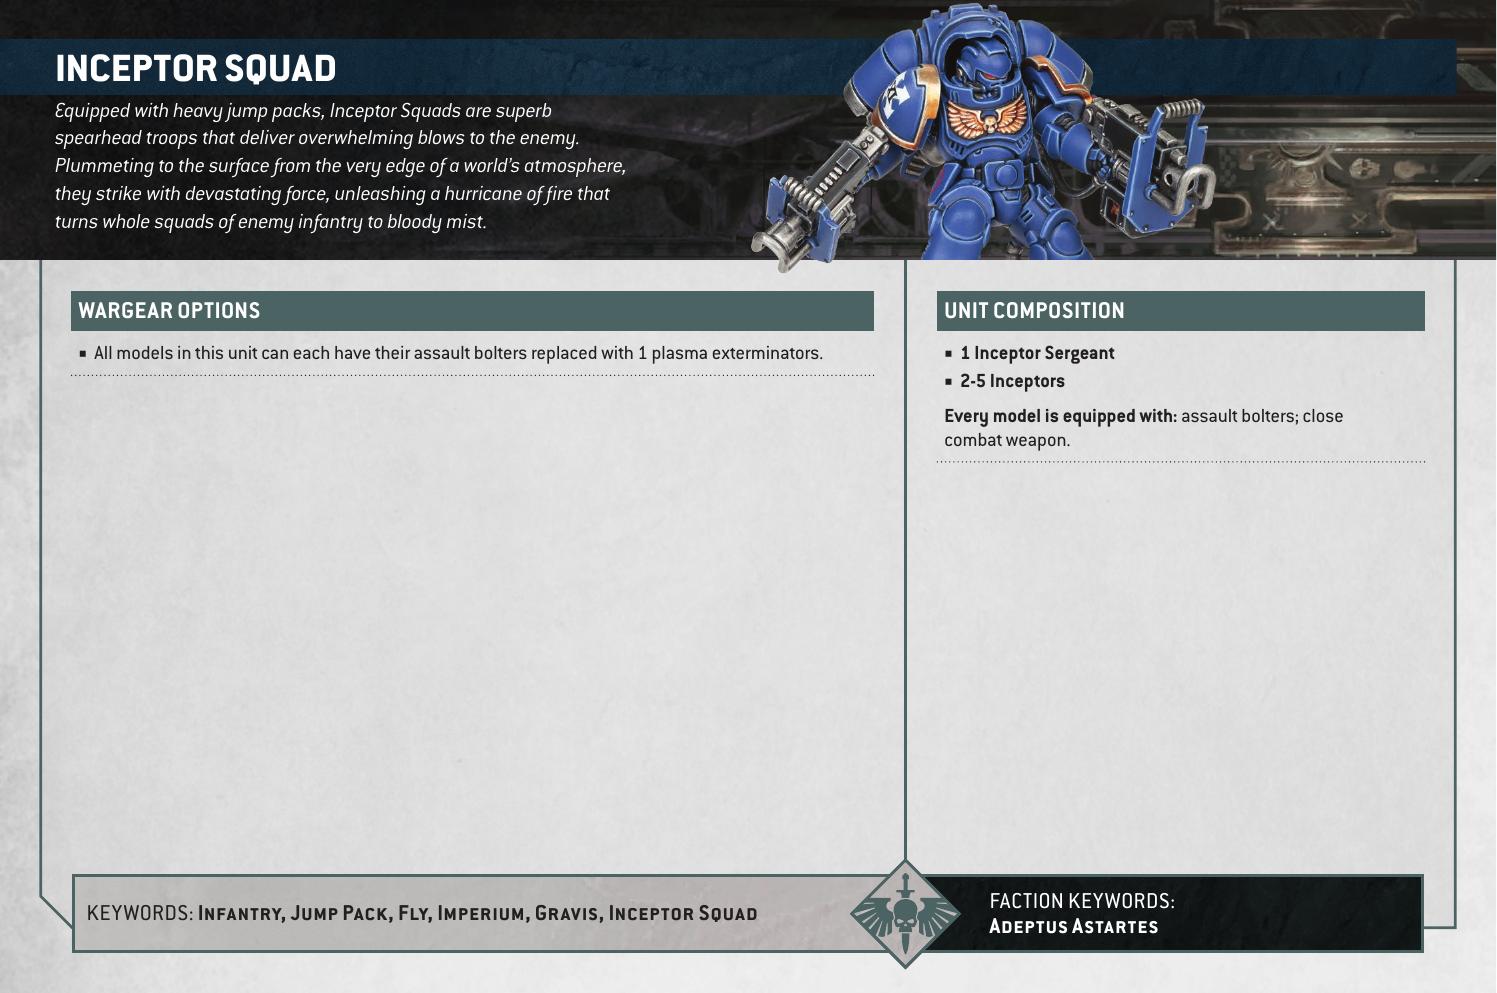 INCEPTOR SQUAD
Equipped with heavy jump packs, Inceptor Squads are superb
spearhead troops that deliver overwhelming blows to the enemy.
Plummeting to the surface from the very edge of a world’s atmosphere,
they strike with devastating force, unleashing a hurricane of fire that
turns whole squads of enemy infantry to bloody mist.
WARGEAR OPTIONS
▪ All models in this unit can each have their assault bolters replaced with 1 plasma exterminators.
UNIT COMPOSITION
▪ 1 Inceptor Sergeant
▪ 2-5 Inceptors
Every model is equipped with: assault bolters; close
combat weapon.
KEYWORDS: Infantry, Jump Pack, Fly, Imperium, Gravis, Inceptor Squad
FACTION KEYWORDS:
Adeptus Astartes